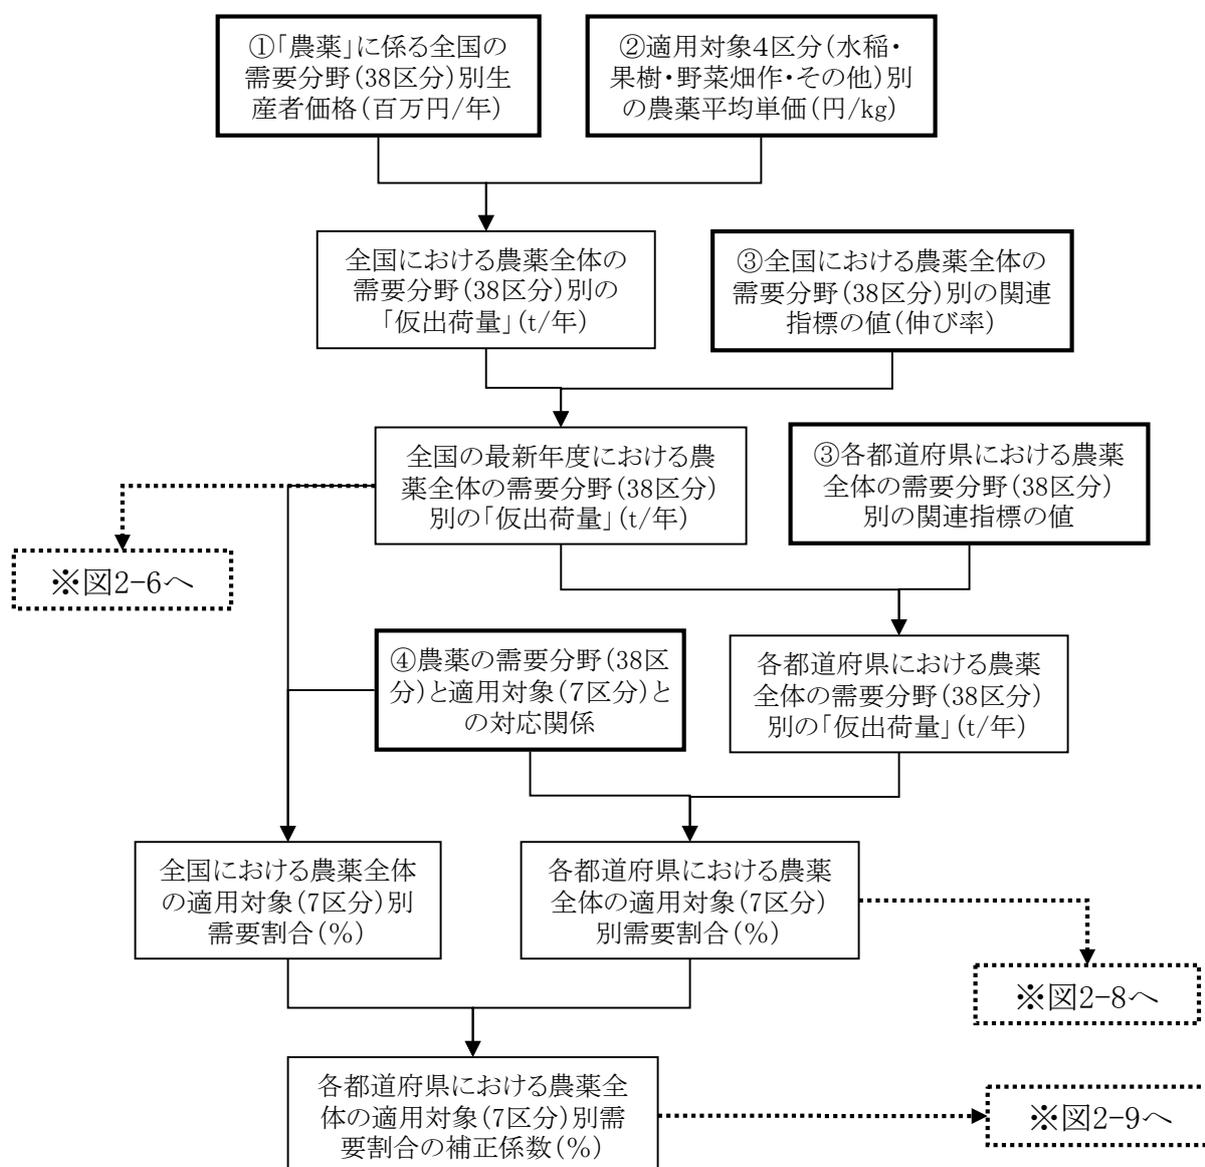 ①「農薬」に係る全国の
需要分野(38区分)別生
産者価格(百万円/年)
②適用対象4区分(水稲・
果樹・野菜畑作・その他)別
の農薬平均単価(円/kg)
全国における農薬全体の
需要分野(38区分)別の
「仮出荷量」(t/年)
③全国における農薬全体の
需要分野(38区分)別の関連
指標の値(伸び率)
全国の最新年度における農
薬全体の需要分野(38区分)
別の「仮出荷量」(t/年)
③各都道府県における農薬
全体の需要分野(38区分)
別の関連指標の値
※図2-6へ
④農薬の需要分野(38区
分)と適用対象(7区分)と
の対応関係
各都道府県における農薬
全体の需要分野(38区分)
別の「仮出荷量」(t/年)
全国における農薬全体
の適用対象(7区分)別
需要割合(%)
各都道府県における農薬
全体の適用対象(7区分)
別需要割合(%)
※図2-8へ
各都道府県における農薬全
体の適用対象(7区分)別需
要割合の補正係数(%)
※図2-9へ